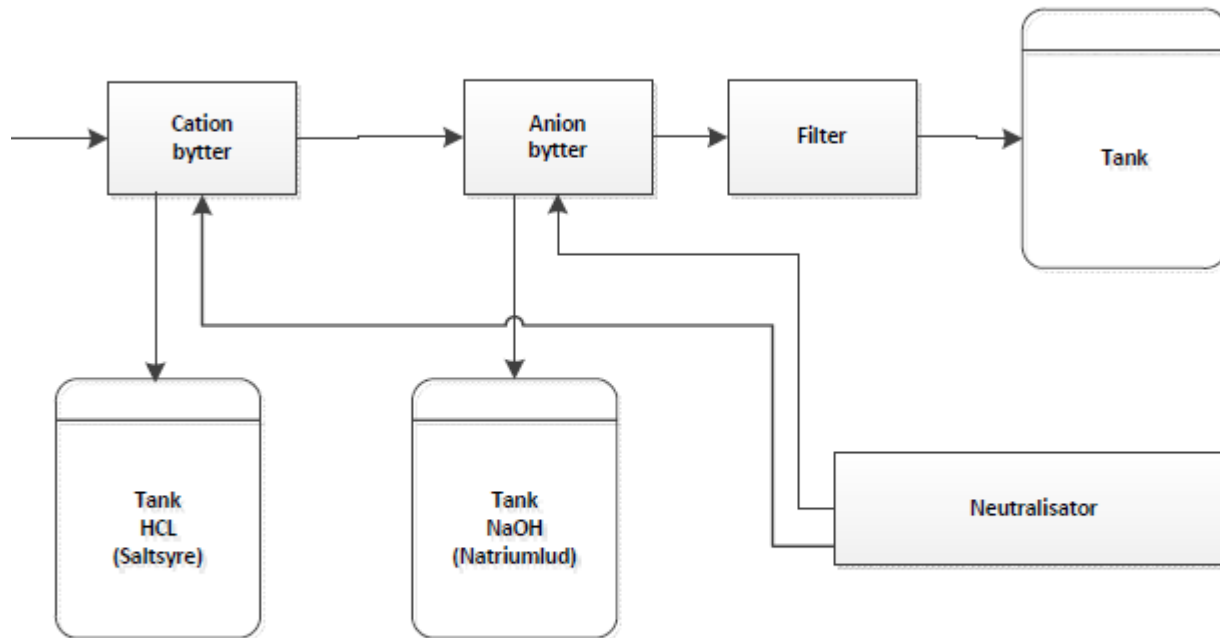 Cation
bytter
Anion
bytter
Filter
Tank
Tank
HCL
(Saltsyre)
Tank
NaOH
(Natriumlud)
Neutralisator